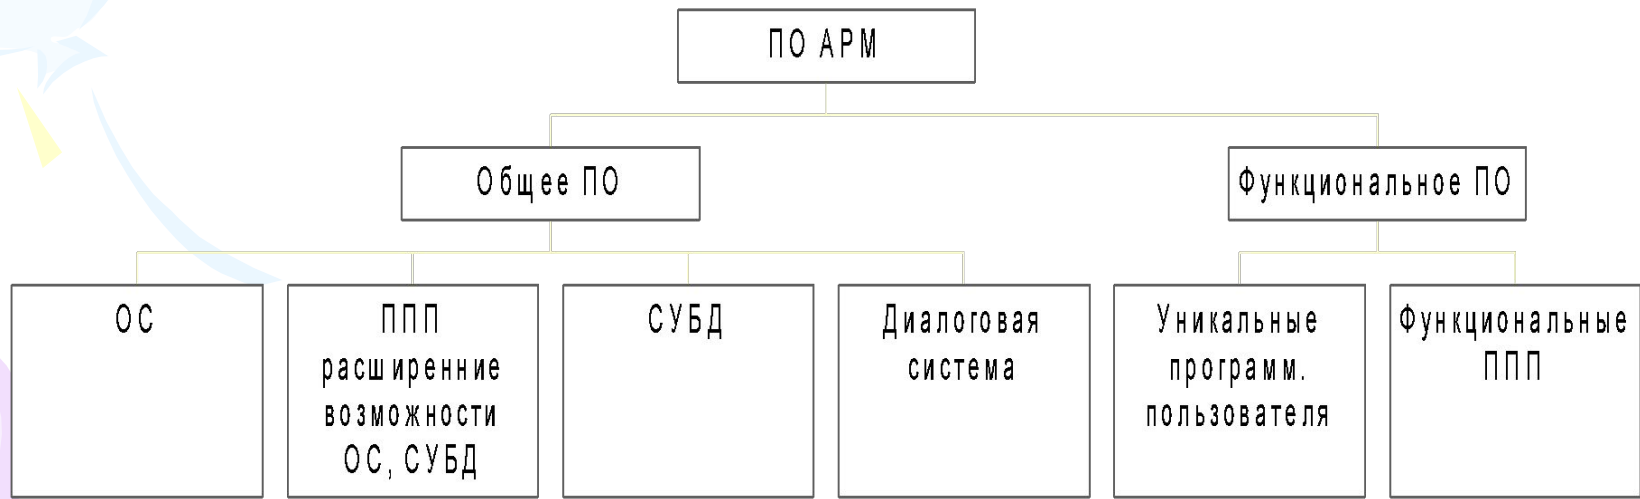 ПО АРМ
Общее ПО
Функциональное ПО
ОС
ППП
расширенние
возможности
ОС, СУБД
СУБД
Диалоговая
система
Уникальные
программ.
пользователя
Функциональные
ППП